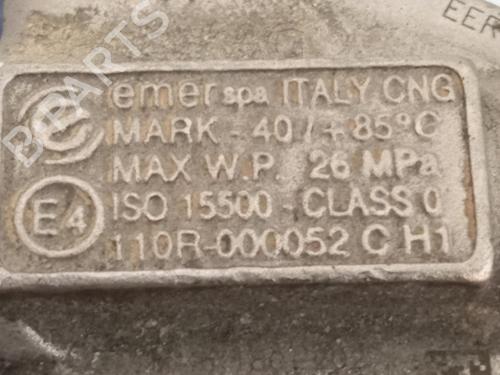 EER
emer spa ITALY CNG
MARK - 40 / + 85°C
MAX W.P. 26 MPa
ISO 15500 - CLASS 0
E4
110R-000052 C H1
B-PARTS